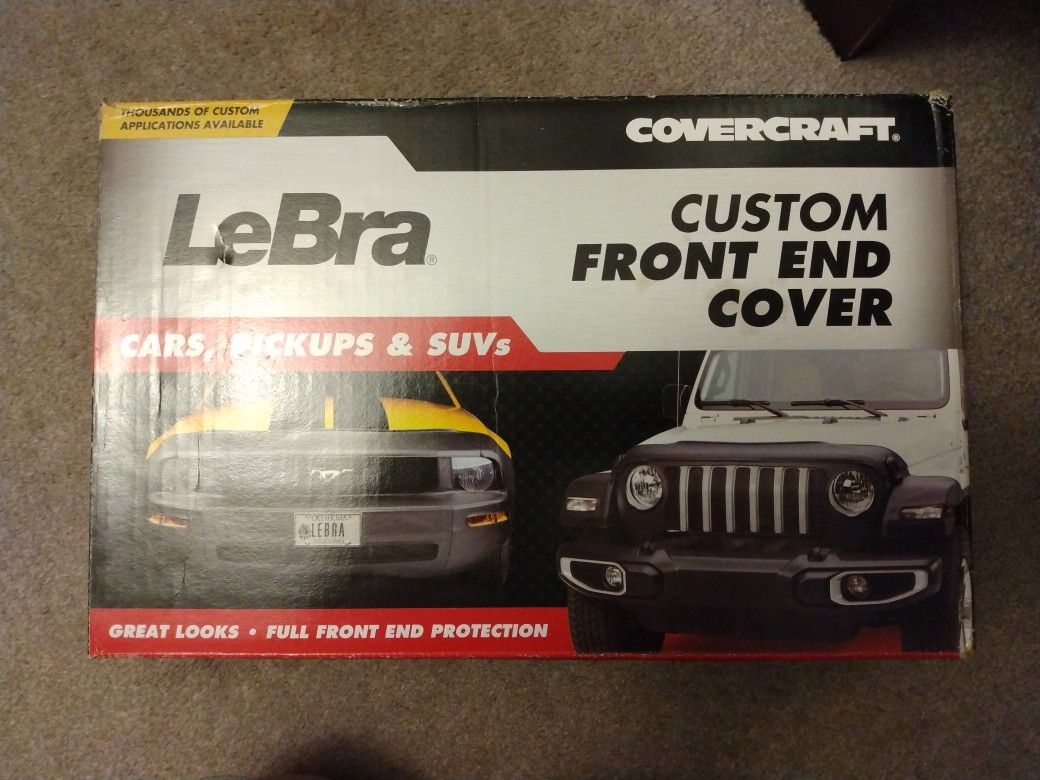 THOUSANDS OF CUSTOM
APPLICATIONS AVAILABLE
COVERCRAFT®
LeBra®
CUSTOM
FRONT END
COVER
CARS, PICKUPS & SUVs
LEBRA
GREAT LOOKS • FULL FRONT END PROTECTION